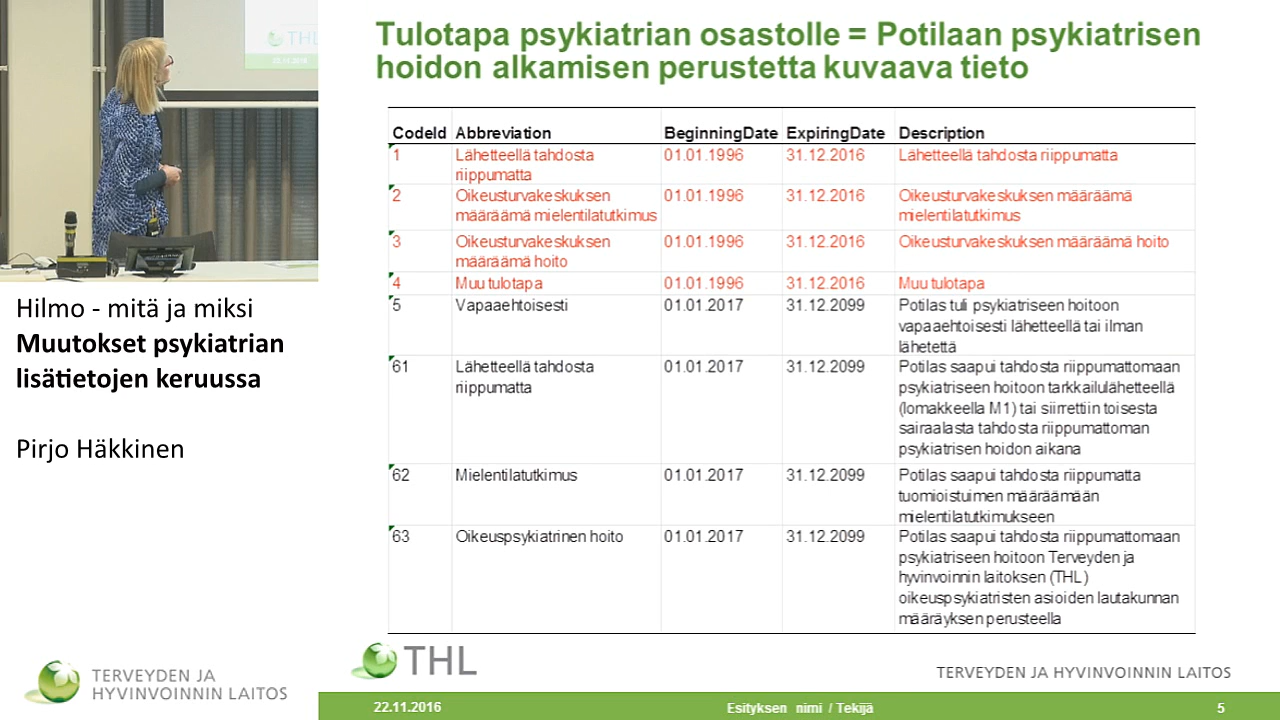 THL
22.11.2016
Hilmo - mitä ja miksi
Muutokset psykiatrian
lisätietojen keruussa
Pirjo Häkkinen
TERVEYDEN JA
HYVINVOINNIN LAITOS
Tulotapa psykiatrian osastolle = Potilaan psykiatrisen
hoidon alkamisen perustetta kuvaava tieto
CodeId Abbreviation BeginningDate ExpiringDate Description
1 Lähetteellä tahdosta 01.01.1996 31.12.2016 Lähetteellä tahdosta riippumatta
riippumatta
2 Oikeusturvakeskuksen 01.01.1996 31.12.2016 Oikeusturvakeskuksen määräämä
määräämä mielentilatutkimus mielentilatutkimus
3 Oikeusturvakeskuksen 01.01.1996 31.12.2016 Oikeusturvakeskuksen määräämä hoito
määräämä hoito
4 Muu tulotapa 01.01.1996 31.12.2016 Muu tulotapa
5 Vapaaehtoisesti 01.01.2017 31.12.2099 Potilas tuli psykiatriseen hoitoon
vapaaehtoisesti lähetteellä tai ilman
lähetettä
61 Lähetteellä tahdosta 01.01.2017 31.12.2099 Potilas saapui tahdosta riippumattomaan
riippumatta psykiatriseen hoitoon tarkkailulähetteellä
(lomakkeella M1) tai siirrettiin toisesta
sairaalasta tahdosta riippumattoman
psykiatrisen hoidon aikana
62 Mielentilatutkimus 01.01.2017 31.12.2099 Potilas saapui tahdosta riippumatta
tuomioistuimen määräämään
mielentilatutkimukseen
63 Oikeuspsykiatrinen hoito 01.01.2017 31.12.2099 Potilas saapui tahdosta riippumattomaan
psykiatriseen hoitoon Terveyden ja
hyvinvoinnin laitoksen (THL)
oikeuspsykiatristen asioiden lautakunnan
määräyksen perusteella
THL
TERVEYDEN JA HYVINVOINNIN LAITOS
22.11.2016 Esityksen nimi / Tekijä 5